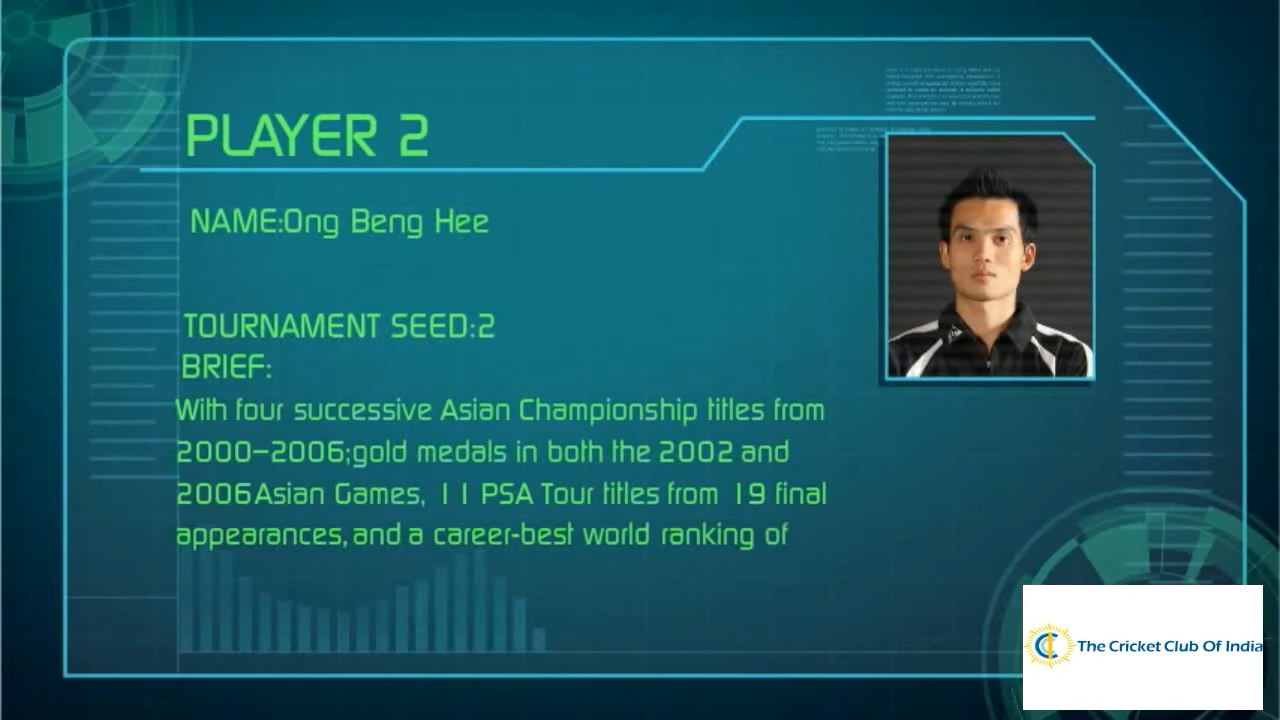 PLAYER 2
NAME:Ong Beng Hee
TOURNAMENT SEED:2
BRIEF:
With four successive Asian Championship titles from
2000-2006;gold medals in both the 2002 and
2006 Asian Games, 11 PSA Tour titles from 19 final
appearances, and a career-best world ranking of
The Cricket Club Of India